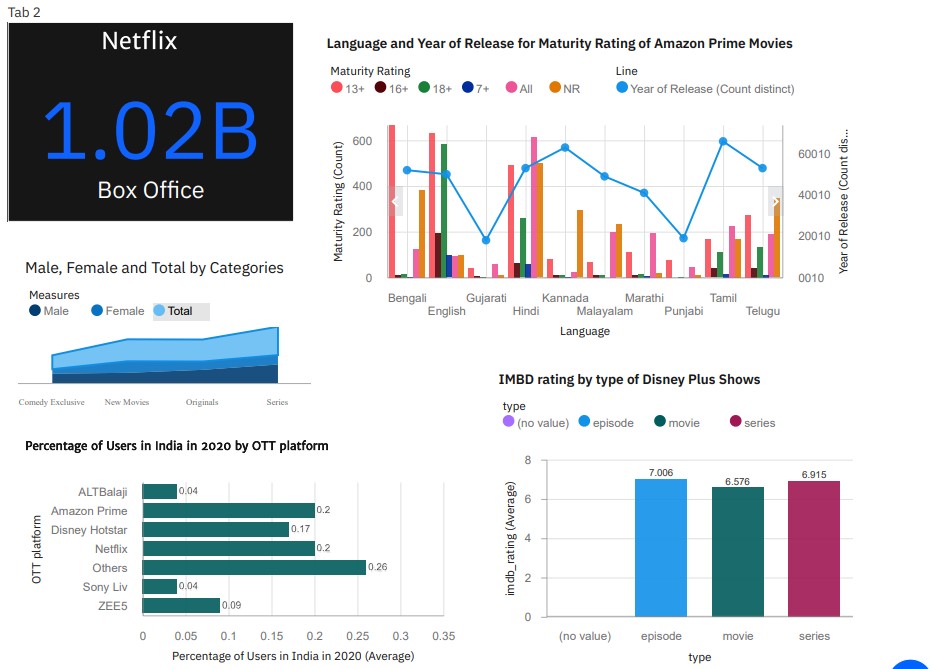 Tab 2
Netflix
1.02B
Box Office
Language and Year of Release for Maturity Rating of Amazon Prime Movies
Maturity Rating
13+ 16+ 18+ 7+ All NR
Line
Year of Release (Count distinct)
Maturity Rating (Count)
600
400
200
0
60010
40010
20010
0010
Year of Release (Count dis...
Bengali
English
Gujarati
Hindi
Kannada
Malayalam
Marathi
Punjabi
Tamil
Telugu
Language
Male, Female and Total by Categories
Measures
Male Female Total
Comedy Exclusive New Movies Originals Series
Percentage of Users in India in 2020 by OTT platform
OTT platform
ALTBalaji 0.04
Amazon Prime 0.2
Disney Hotstar 0.17
Netflix 0.2
Others 0.26
Sony Liv 0.04
ZEE5 0.09
0 0.05 0.1 0.15 0.2 0.25 0.3 0.35
Percentage of Users in India in 2020 (Average)
IMBD rating by type of Disney Plus Shows
type
(no value) episode movie series
imdb_rating (Average)
8
6
4
2
0
7.006
6.576
6.915
(no value) episode movie series
type